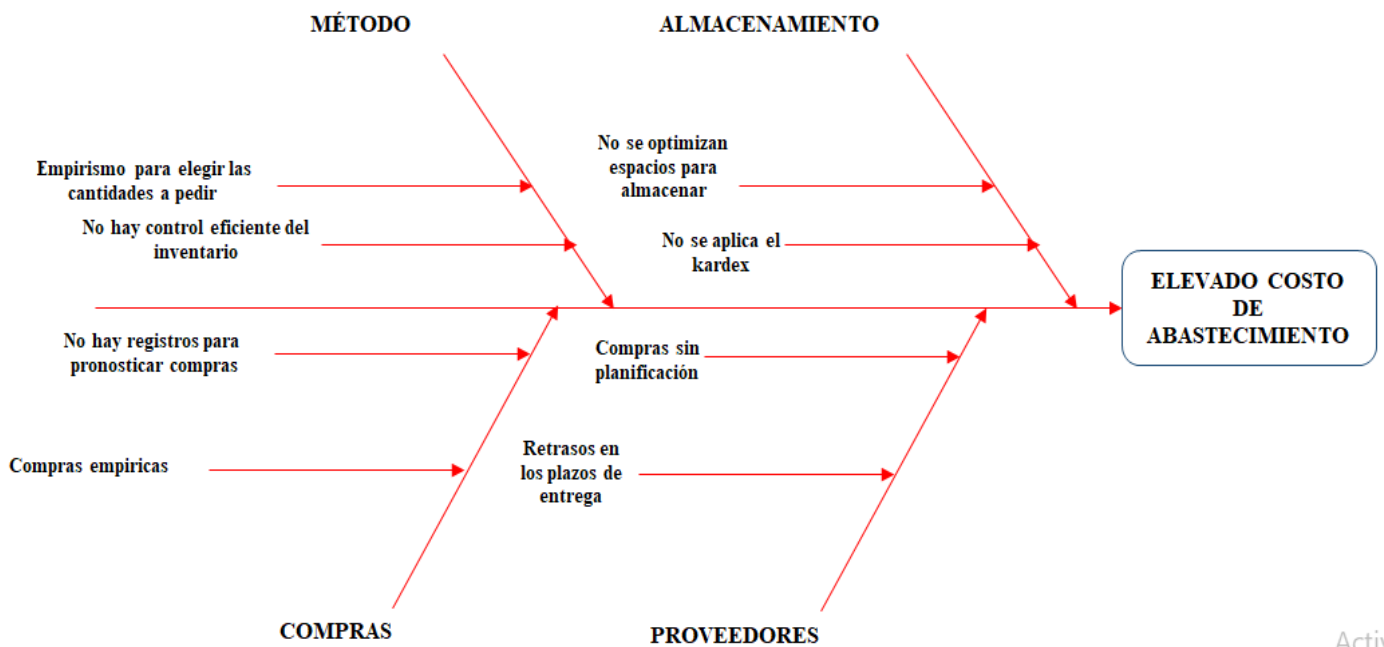 MÉTODO
ALMACENAMIENTO
Empirismo para elegir las
cantidades a pedir
No hay control eficiente del
inventario
No se optimizan
espacios para
almacenar
No se aplica el
kardex
ELEVADO COSTO
DE
ABASTECIMIENTO
No hay registros para
pronosticar compras
Compras empiricas
Compras sin
planificación
Retrasos en
los plazos de
entrega
COMPRAS
PROVEEDORES